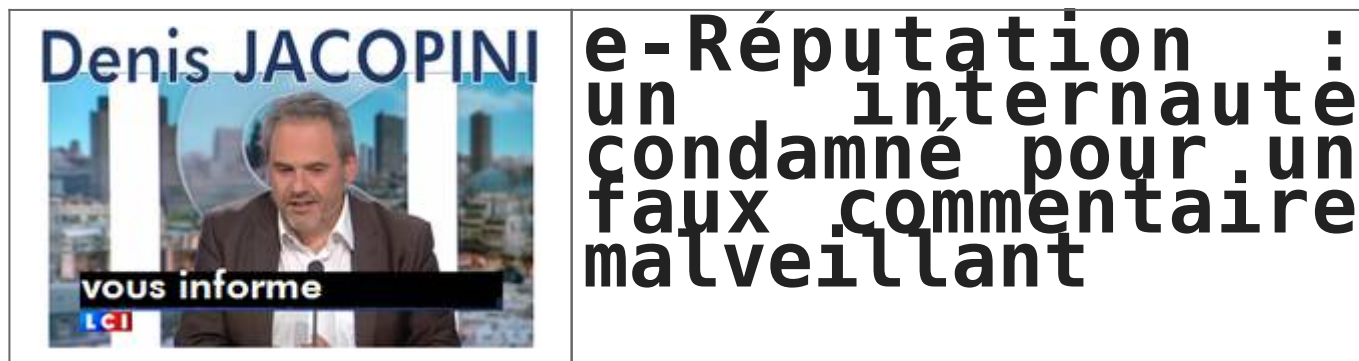 Denis JACOPINI
vous informe
LCI
e-Réputation :
un internaute
condamné pour un
faux commentaire
malveillant